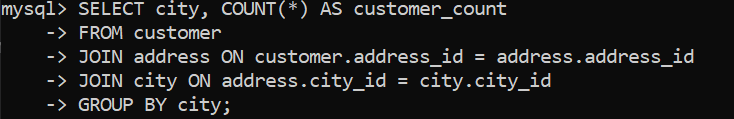 mysql> SELECT city, COUNT(*) AS customer_count
-> FROM customer
-> JOIN address ON customer.address_id = address.address_id
-> JOIN city ON address.city_id = city.city_id
-> GROUP BY city;